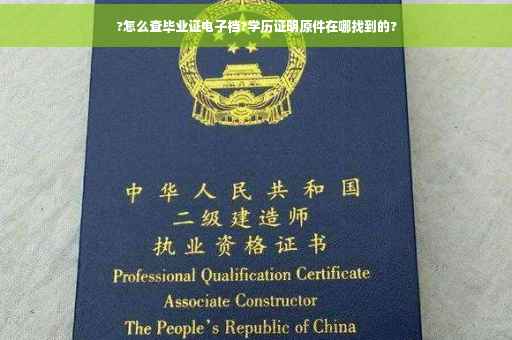 ?怎么查毕业证电子档?学历证明原件在哪找到的?
中华人民共和国
二级建造师
执业资格证书
Professional Qualification Certificate
Associate Constructor
The People's Republic of China